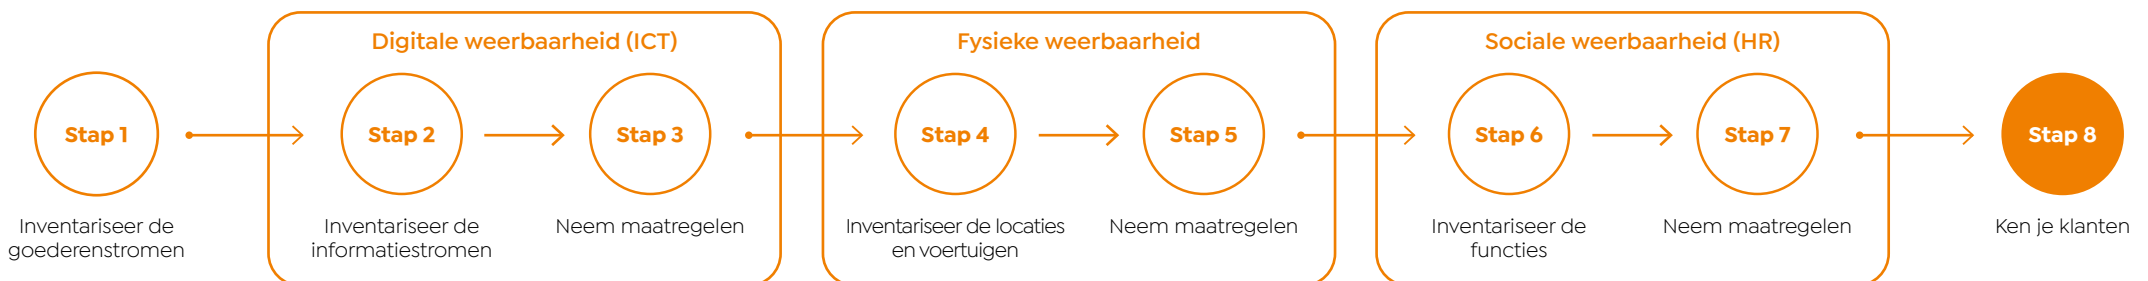 Digitale weerbaarheid (ICT)
Fysieke weerbaarheid
Sociale weerbaarheid (HR)
Stap 1
Stap 2
Stap 3
Stap 4
Stap 5
Stap 6
Stap 7
Stap 8
Inventariseer de
goederenstromen
Inventariseer de
informatiestromen
Neem maatregelen
Inventariseer de locaties
en voertuigen
Neem maatregelen
Inventariseer de
functies
Neem maatregelen
Ken je klanten